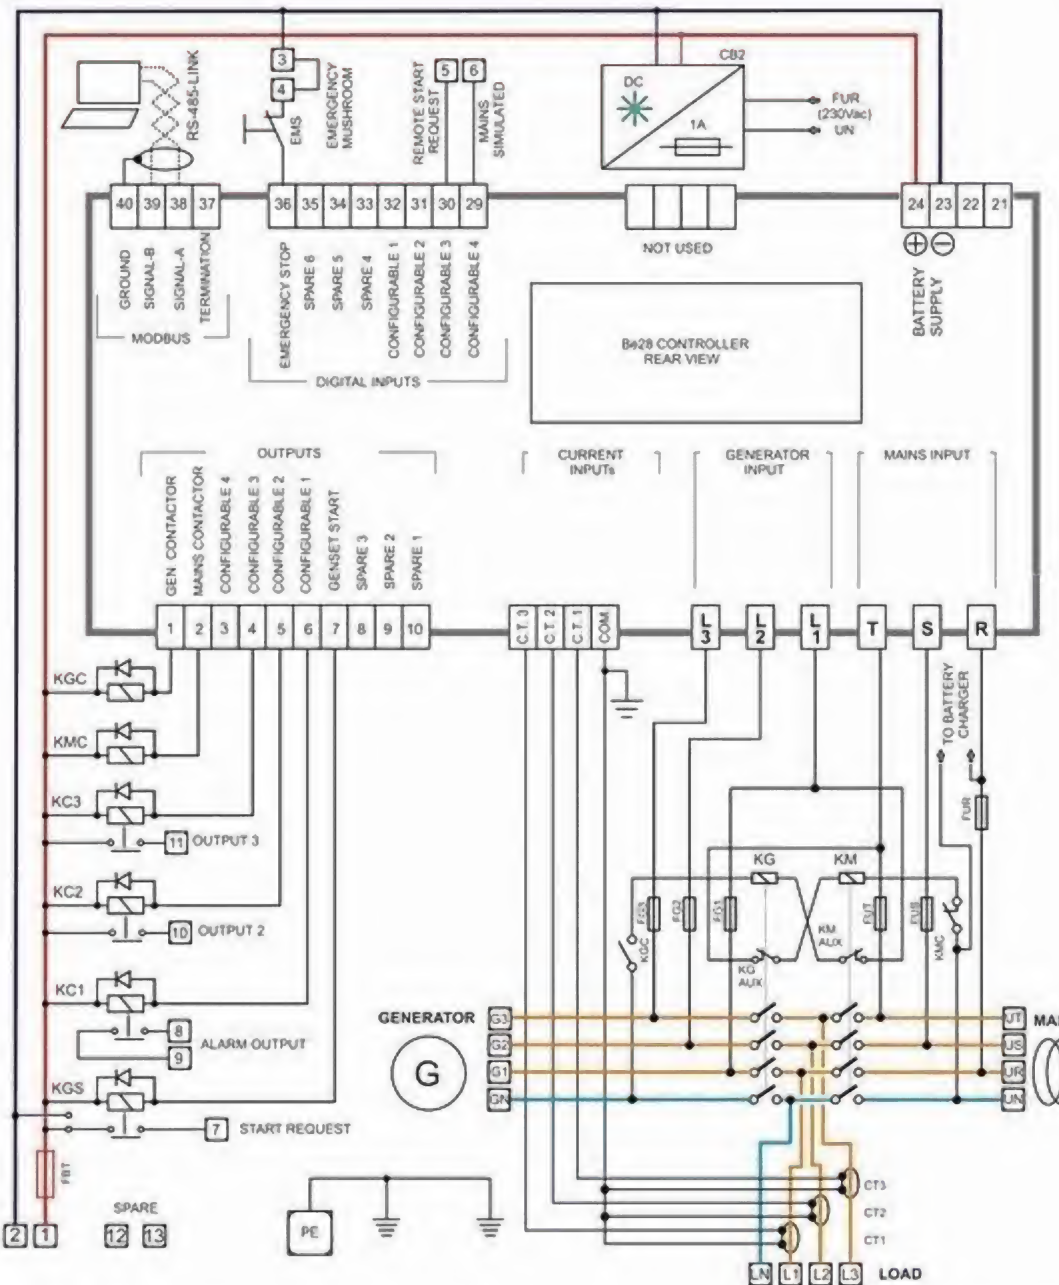 3
4
EMS
EMERGENCY
MUSHROOM
RS-485-LINK
REMOTE START
REQUEST
5
6
MAINS
SIMULATED
CB2
DC
1A
FUR
(230Vac)
UN
40
39
38
37
36
35
34
33
32
31
30
29
24
23
22
21
GROUND
SIGNAL-B
SIGNAL-A
TERMINATION
MODBUS
EMERGENCY STOP
SPARE 6
SPARE 5
SPARE 4
CONFIGURABLE 1
CONFIGURABLE 2
CONFIGURABLE 3
CONFIGURABLE 4
DIGITAL INPUTS
NOT USED
BATTERY
SUPPLY
Be28 CONTROLLER
REAR VIEW
OUTPUTS
CURRENT
INPUTs
GENERATOR
INPUT
MAINS INPUT
GEN. CONTACTOR
MAINS CONTACTOR
CONFIGURABLE 4
CONFIGURABLE 3
CONFIGURABLE 2
CONFIGURABLE 1
GENSET START
SPARE 3
SPARE 2
SPARE 1
1
2
3
4
5
6
7
8
9
10
C.T. 3
C.T. 2
C.T. 1
COM
L3
L2
L1
T
S
R
KGC
KMC
KC3
11
OUTPUT 3
KC2
10
OUTPUT 2
KC1
8
9
ALARM OUTPUT
KGS
7
START REQUEST
FBT
2
1
SPARE
12
13
PE
TO BATTERY
CHARGER
FUR
KG
KM
FG3
FG2
FG1
FUT
FUS
KGC
KMC
KG
AUX
KM
AUX
GENERATOR
G
G3
G2
G1
GN
UT
US
UR
UN
MA
CT3
CT2
CT1
LN
L1
L2
L3
LOAD